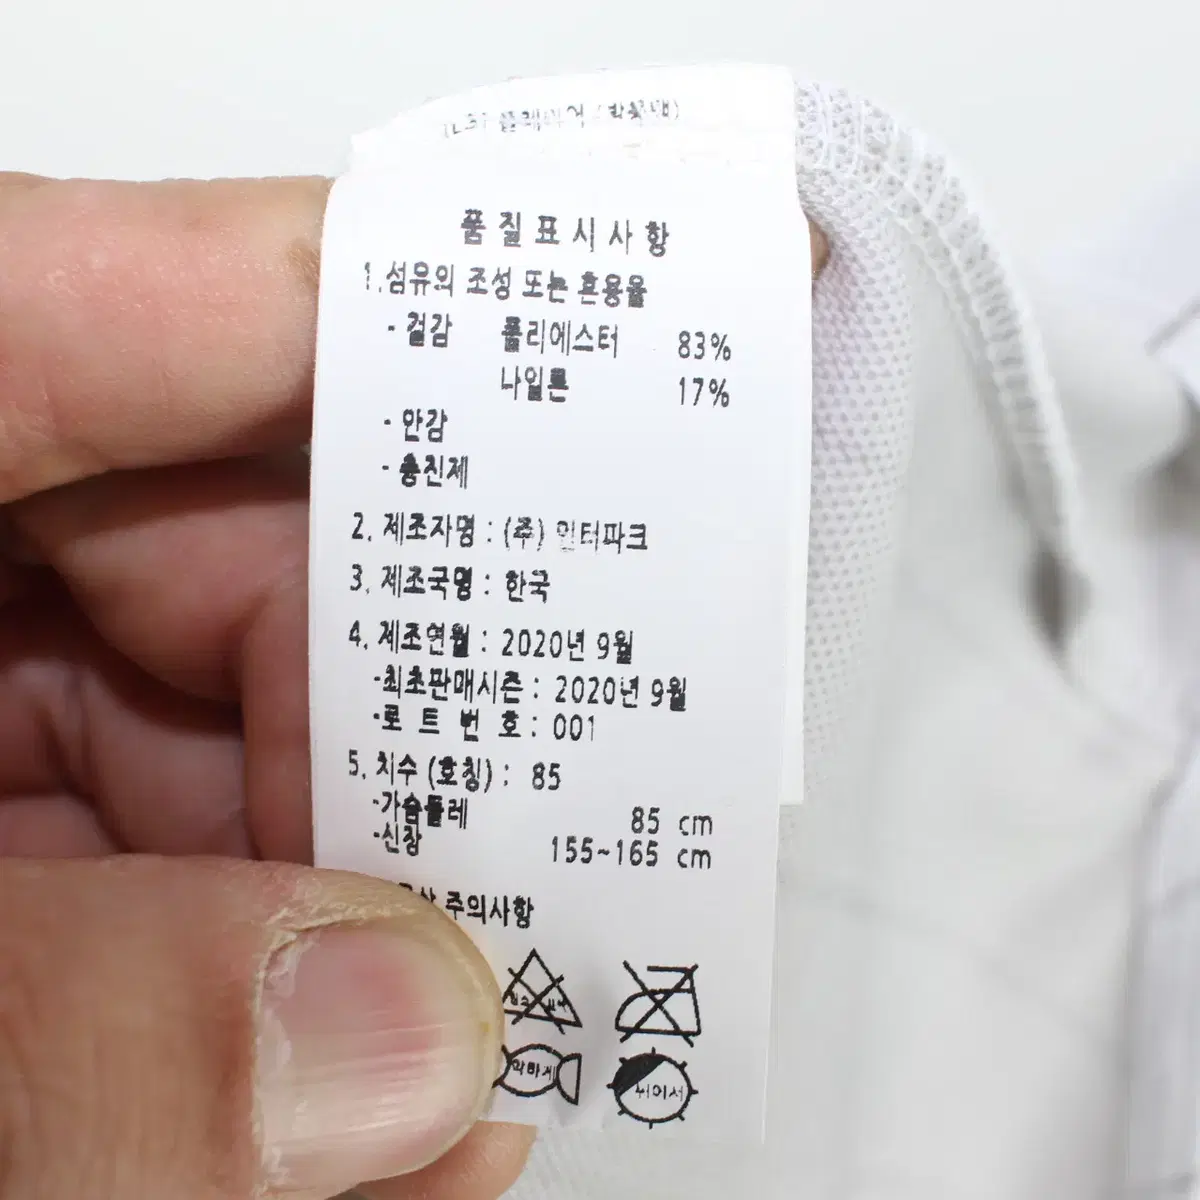 품질표시사항
1. 섬유의 조성 또는 혼용율
- 겉감 폴리에스터 83%
나일론 17%
- 안감
- 충진제
2. 제조자명 : (주) 인터파크
3. 제조국명 : 한국
4. 제조연월 : 2020년 9월
-최초판매시즌 : 2020년 9월
-로트번호 : 001
5. 치수 (호칭) : 85
-가슴둘레 85 cm
-신장 155~165 cm
주의사항
약하게
뉘어서